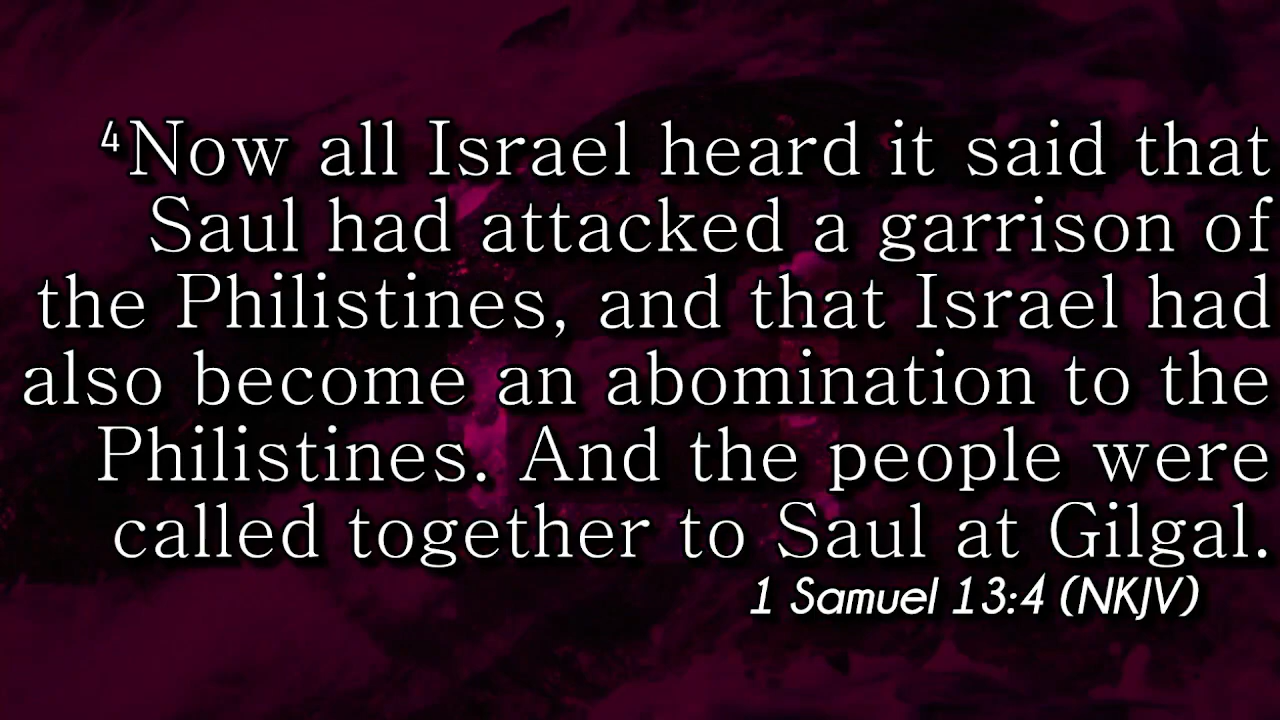 ⁴Now all Israel heard it said that
Saul had attacked a garrison of
the Philistines, and that Israel had
also become an abomination to the
Philistines. And the people were
called together to Saul at Gilgal.
1 Samuel 13:4 (NKJV)